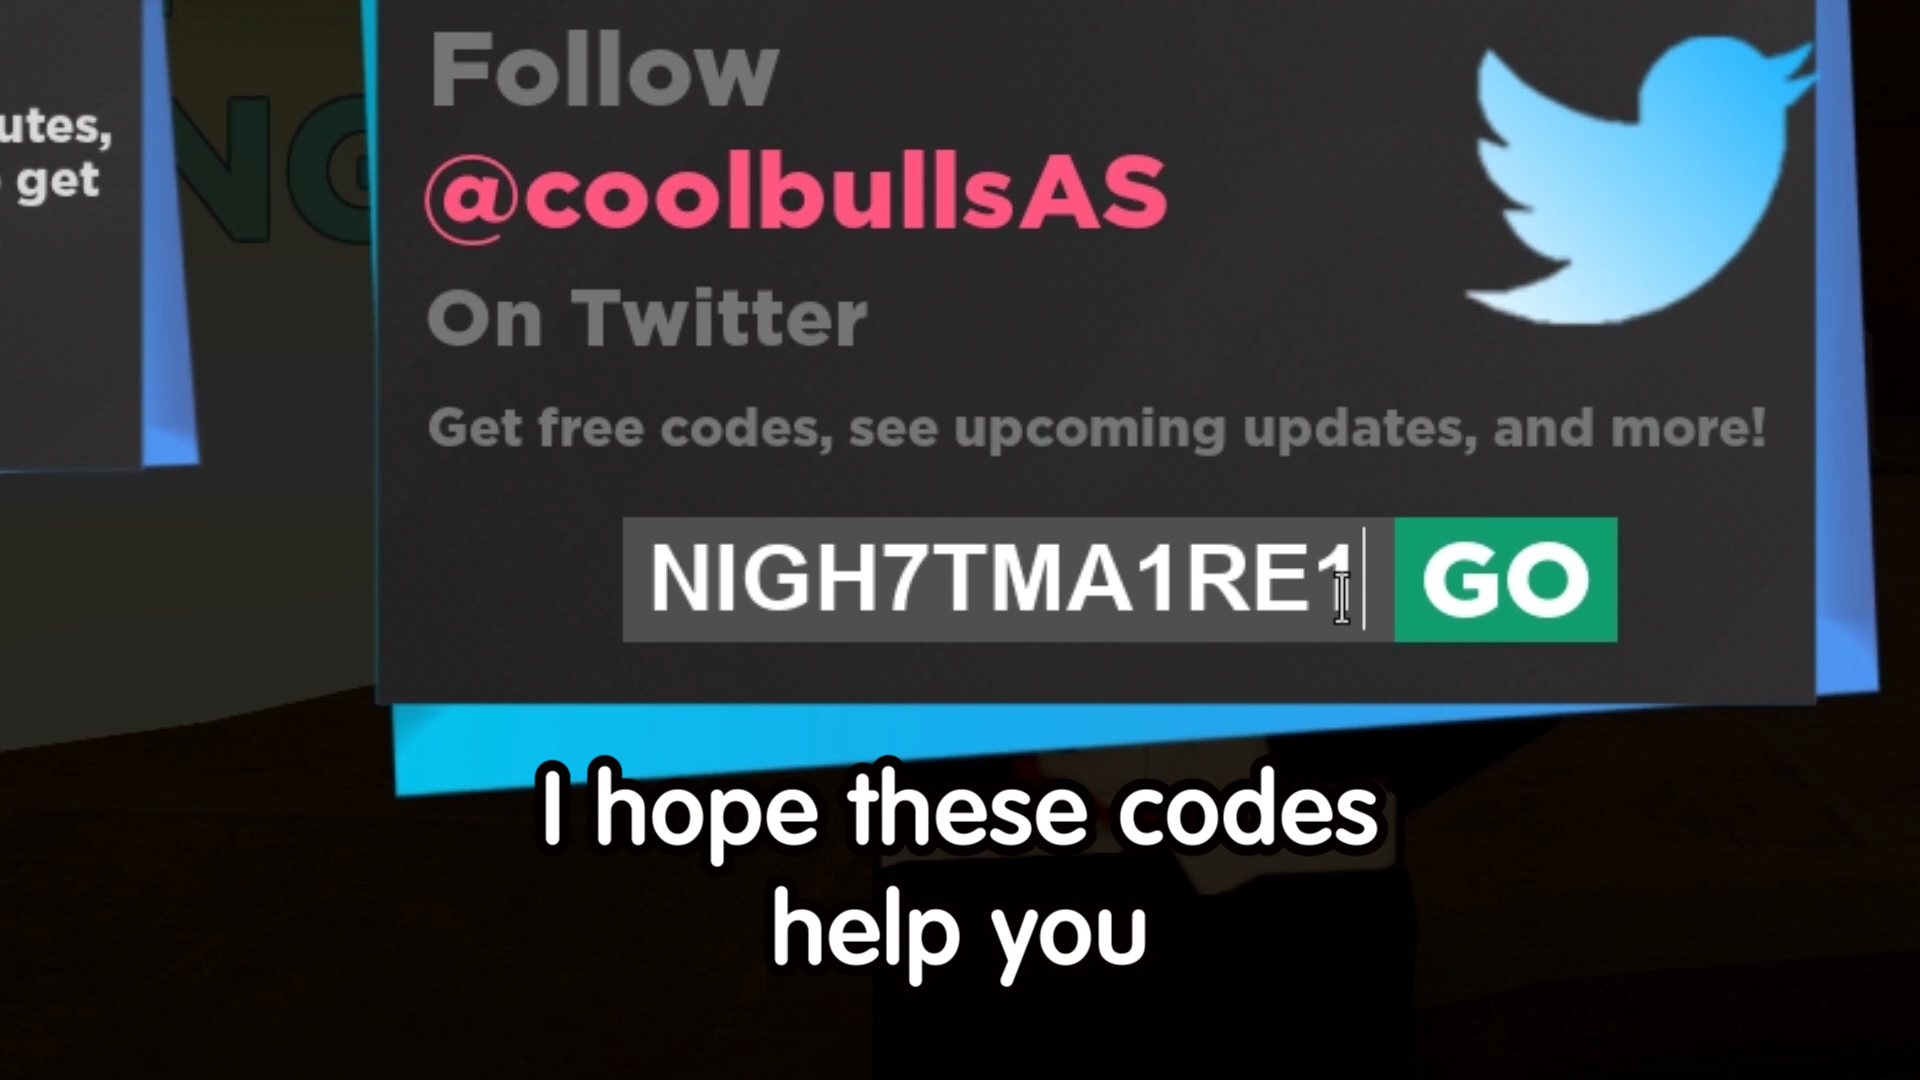 utes,
get
NG
Follow
@coolbullsAS
On Twitter
Get free codes, see upcoming updates, and more!
NIGH7TMA1RE1
GO
I hope these codes
help you